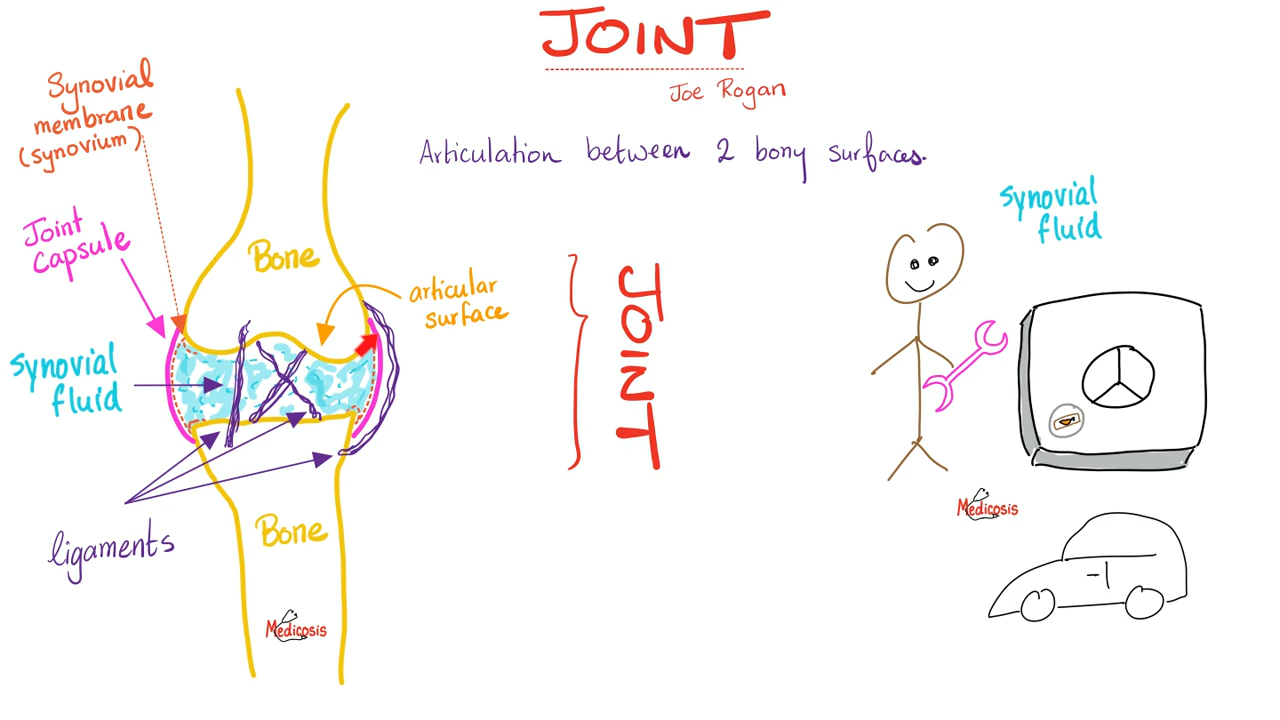 JOINT
Joe Rogan
Articulation between 2 bony surfaces.
Synovial
membrane
(synovium)
Joint
Capsule
Synovial
fluid
ligaments
Bone
articular
surface
Bone
Medicosis
JOINT
Synovial
fluid
Medicosis